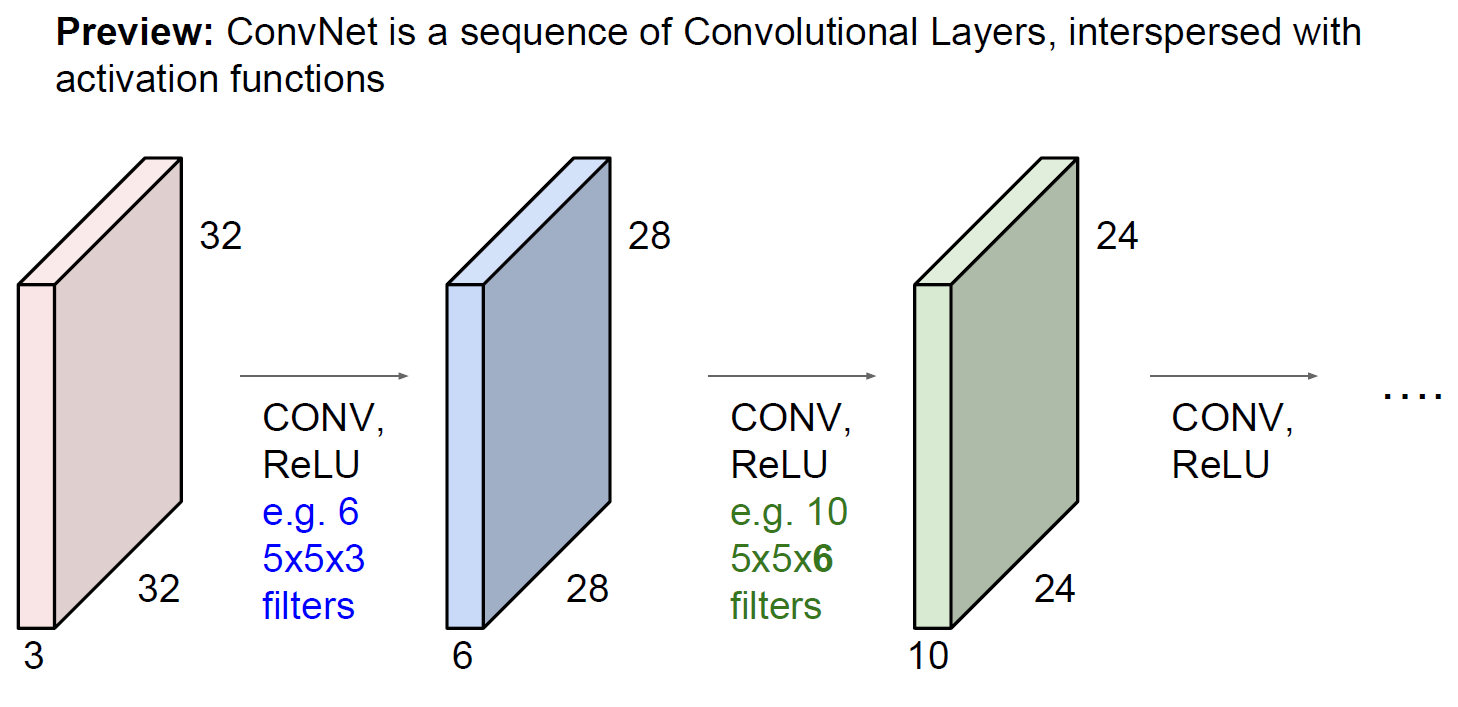 Preview: ConvNet is a sequence of Convolutional Layers, interspersed with
activation functions
32
32
3
CONV,
ReLU
e.g. 6
5x5x3
filters
28
28
6
CONV,
ReLU
e.g. 10
5x5x6
filters
24
24
10
CONV,
ReLU
....